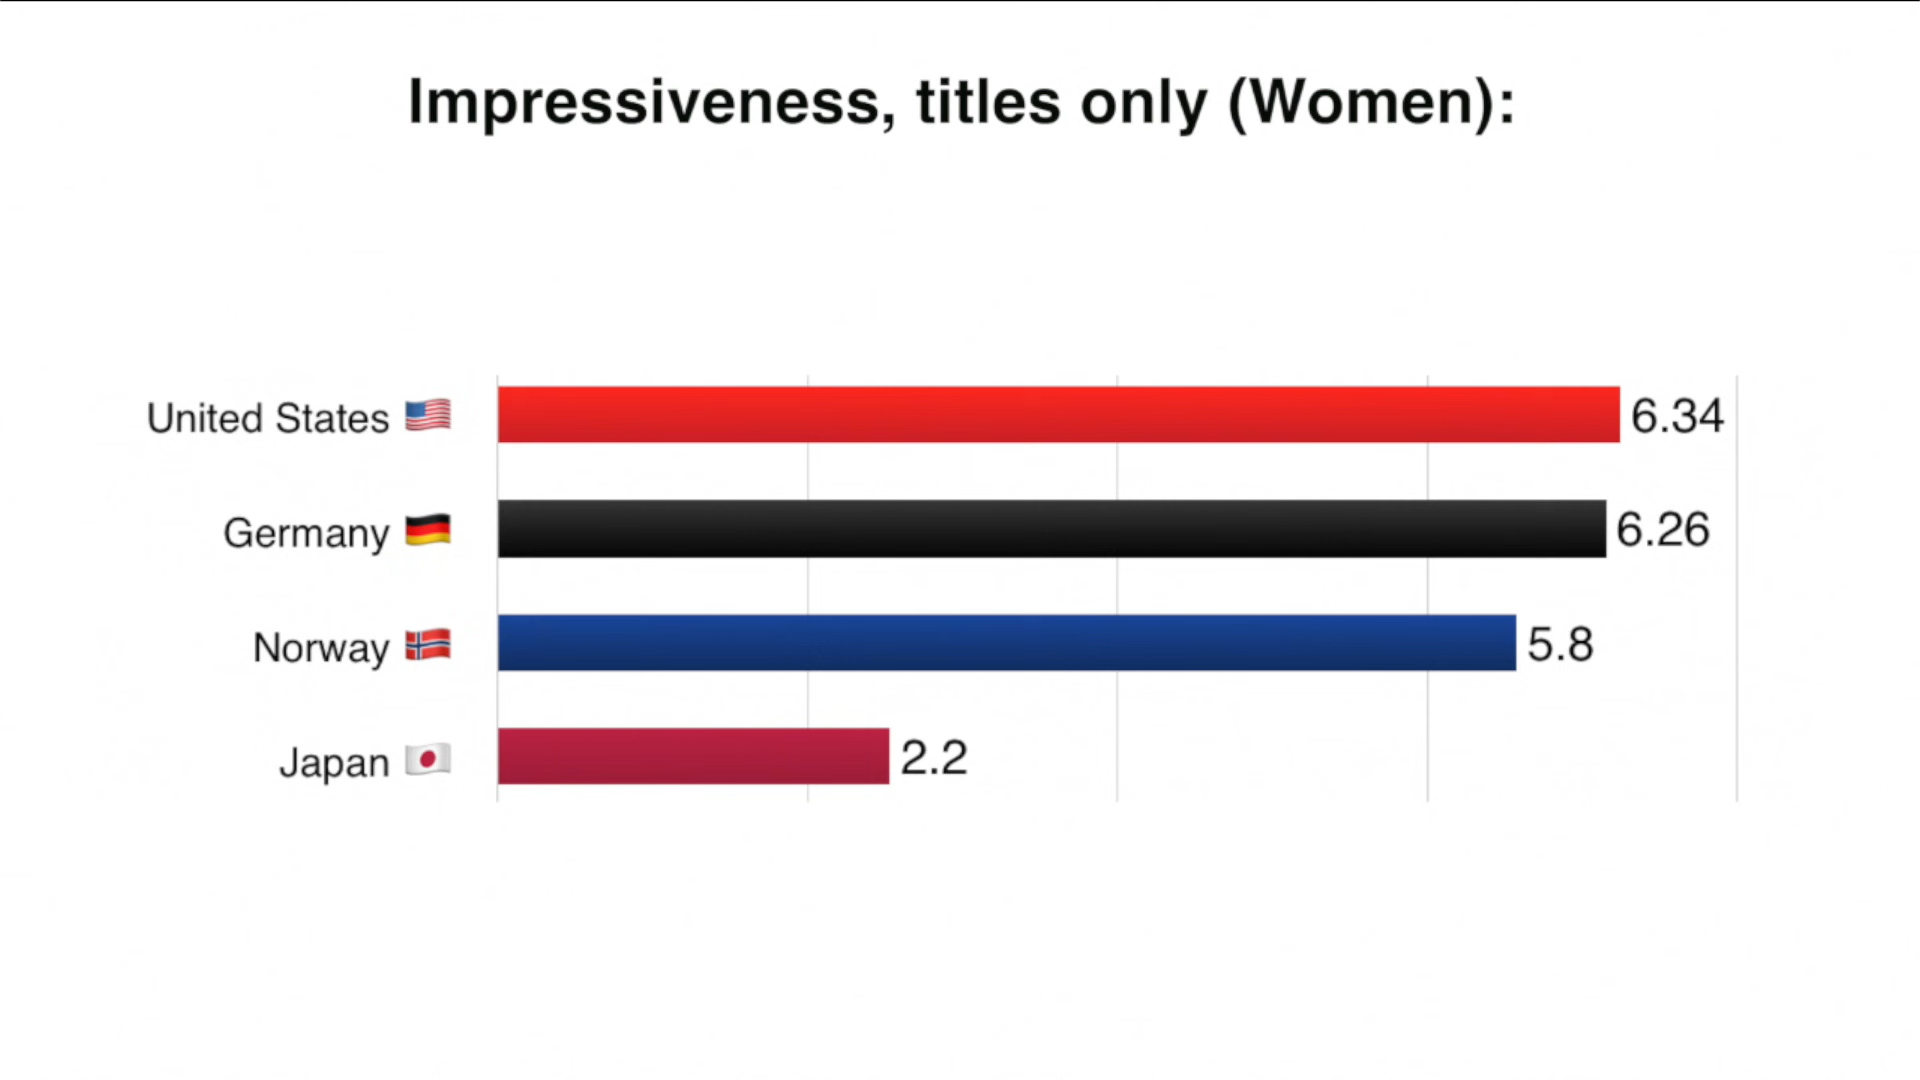 Impressiveness, titles only (Women):
United States 6.34
Germany 6.26
Norway 5.8
Japan 2.2